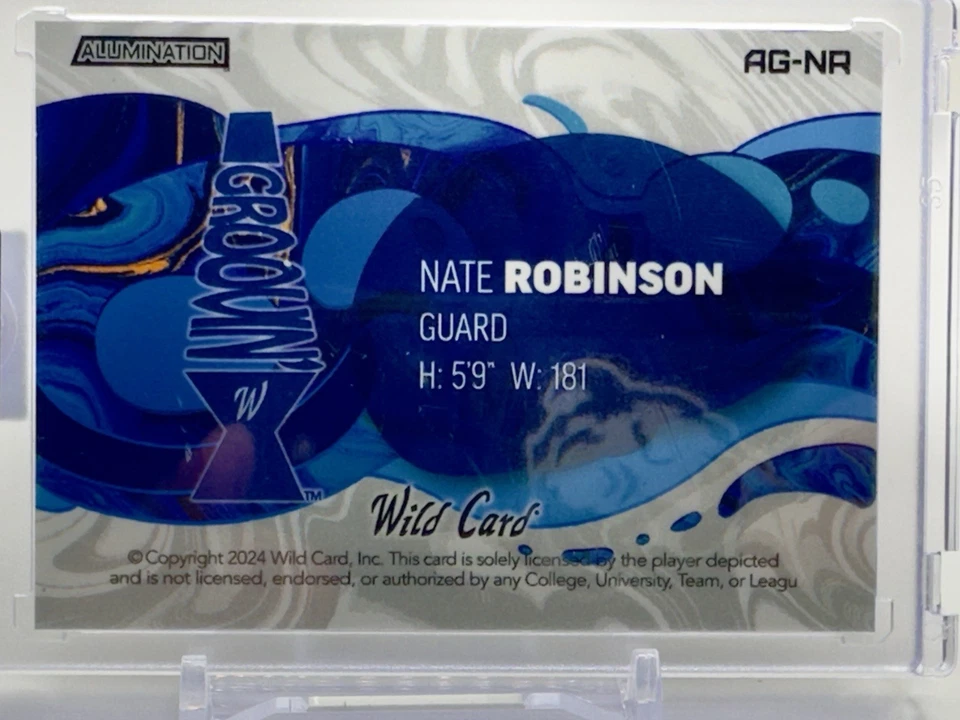 ALUMINATION
AG-NR
GROOVIN'
W
TM
NATE ROBINSON
GUARD
H: 5'9" W: 181
Wild Card
© Copyright 2024 Wild Card, Inc. This card is solely licensed by the player depicted
and is not licensed, endorsed, or authorized by any College, University, Team, or Leagu